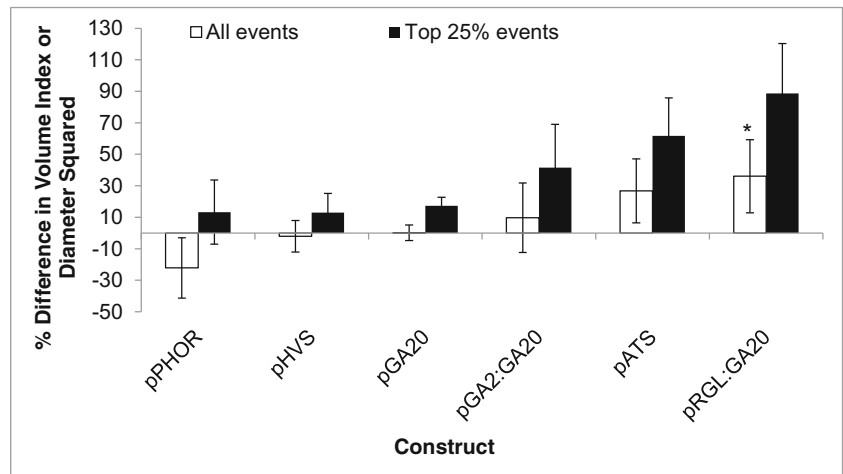 % Difference in Volume Index or
Diameter Squared
130
110
90
70
50
30
10
-10
-30
-50
All events
Top 25% events
*
pPHOR
pHVS
pGA20
pGA2:GA20
pATS
pRGL:GA20
Construct